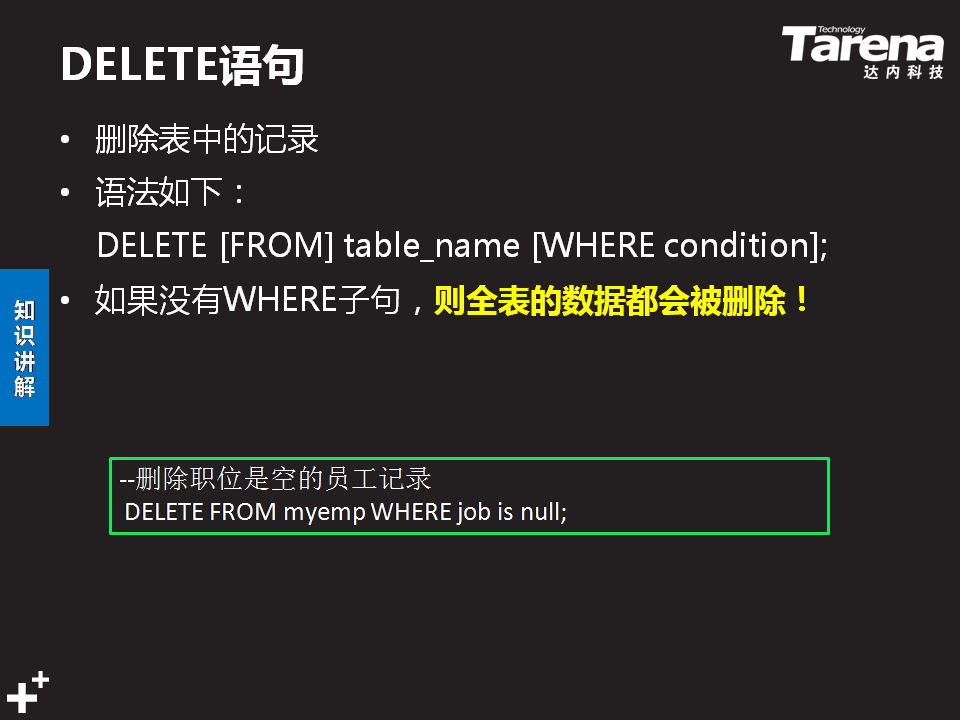 DELETE语句
Technology
Tarena
达内科技
• 删除表中的记录
• 语法如下：
DELETE [FROM] table_name [WHERE condition];
• 如果没有WHERE子句，则全表的数据都会被删除！
知识讲解
--删除职位是空的员工记录
DELETE FROM myemp WHERE job is null;